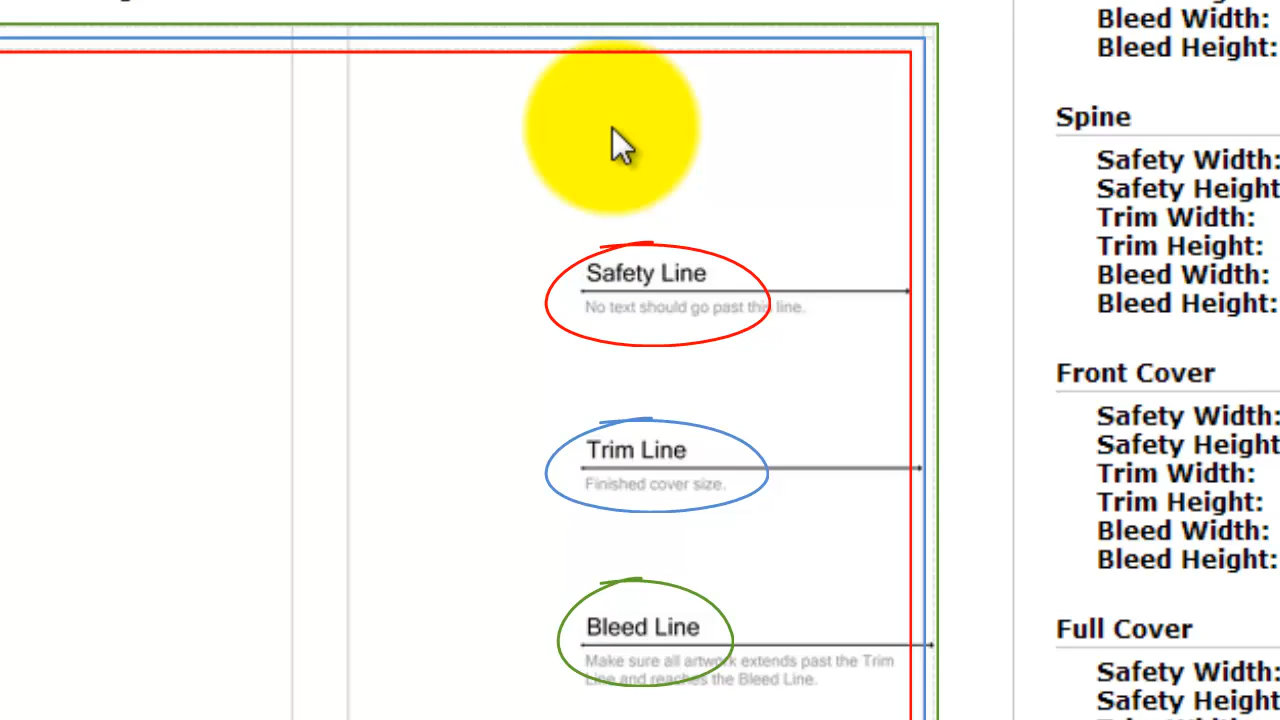 Safety Line
No text should go past this line.
Trim Line
Finished cover size.
Bleed Line
Make sure all artwork extends past the Trim
Line and reaches the Bleed Line.
Bleed Width:
Bleed Height:
Spine
Safety Width:
Safety Height
Trim Width:
Trim Height:
Bleed Width:
Bleed Height:
Front Cover
Safety Width:
Safety Height
Trim Width:
Trim Height:
Bleed Width:
Bleed Height:
Full Cover
Safety Width:
Safety Height